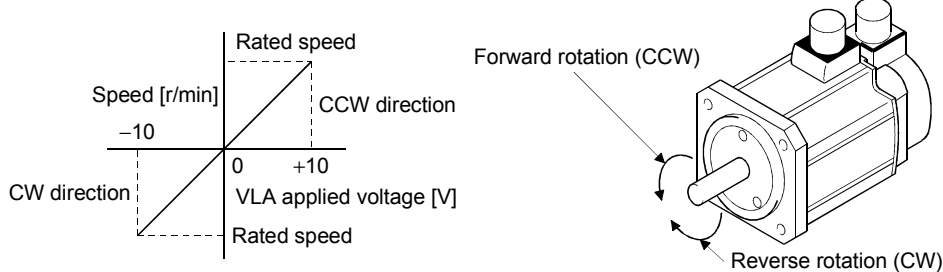 Rated speed
Speed [r/min]
CCW direction
−10
0
+10
CW direction
VLA applied voltage [V]
Rated speed
Forward rotation (CCW)
Reverse rotation (CW)